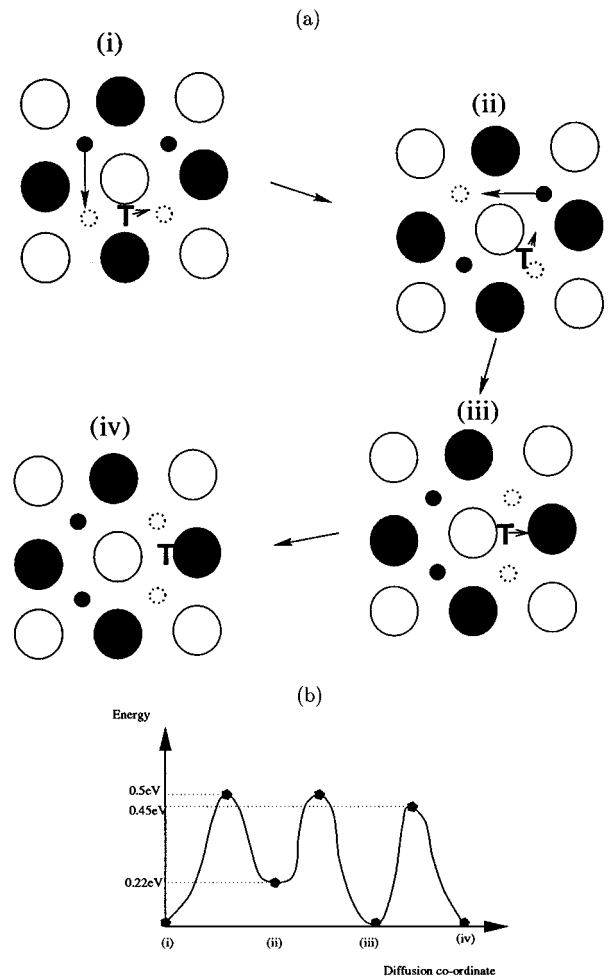 (a)
(i)
T
(ii)
T
(iii)
T
(iv)
T
(b)
Energy
0.5eV
0.45eV
0.22eV
(i)
(ii)
(iii)
(iv)
Diffusion co-ordinate